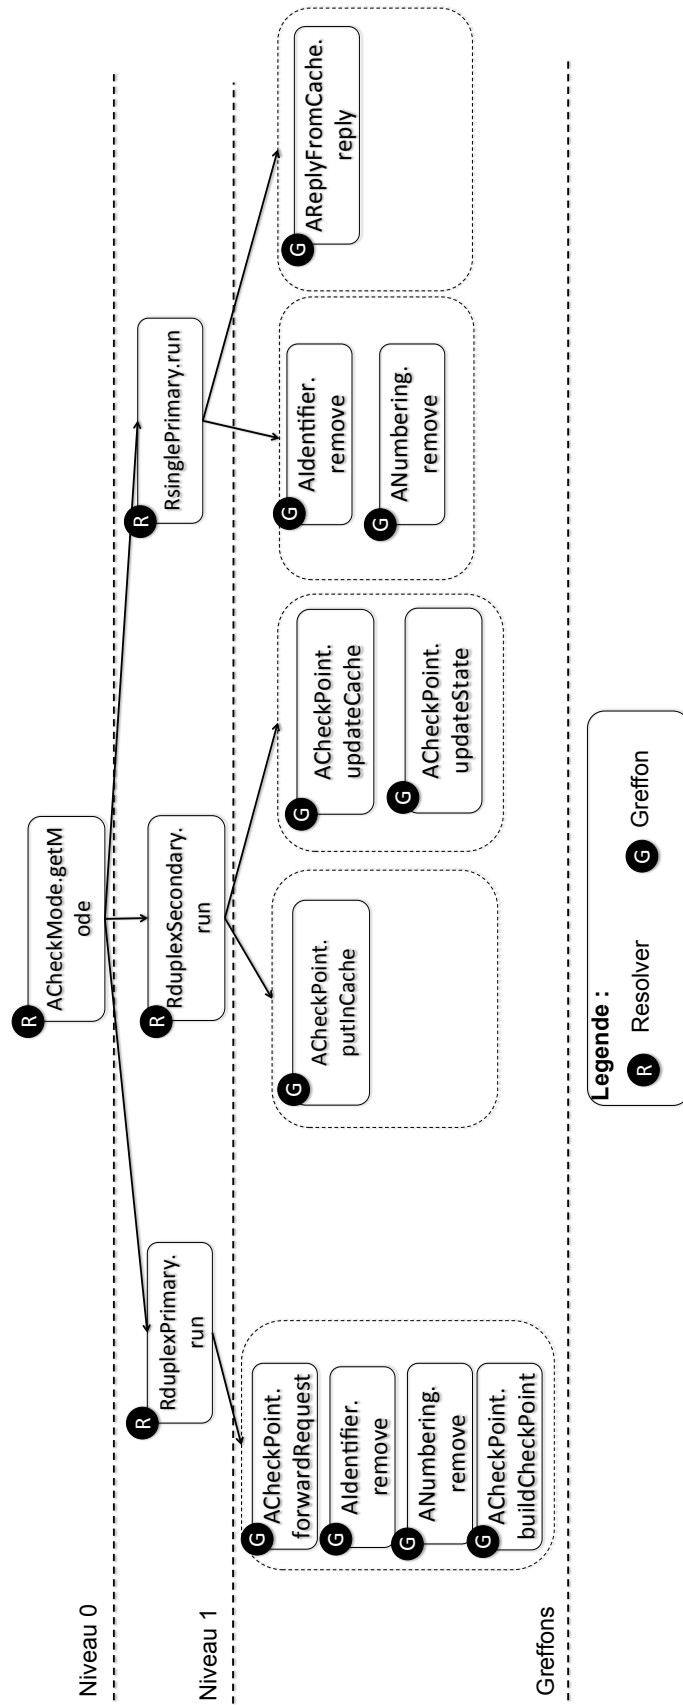 Niveau 0
R
ACheckMode.getM
ode
Niveau 1
R
RduplexPrimary.
run
R
RduplexSecondary.
run
R
RsinglePrimary.run
Greffons
G
ACheckPoint.
forwardRequest
G
AIdentifier.
remove
G
ANumbering.
remove
G
ACheckPoint.
buildCheckPoint
G
ACheckPoint.
putInCache
G
ACheckPoint.
updateCache
G
ACheckPoint.
updateState
G
AIdentifier.
remove
G
ANumbering.
remove
G
AReplyFromCache.
reply
Legende :
R Resolver
G Greffon